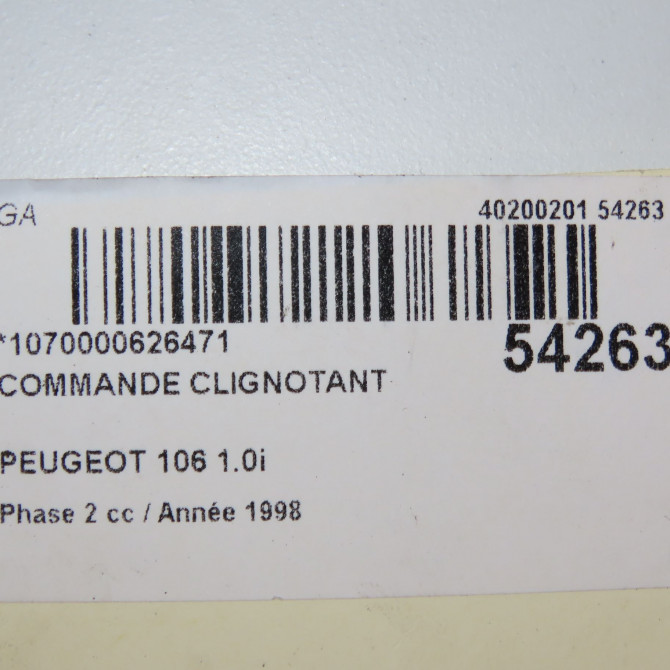 GA 40200201 54263
*1070000626471 54263
COMMANDE CLIGNOTANT
PEUGEOT 106 1.0i
Phase 2 cc / Année 1998